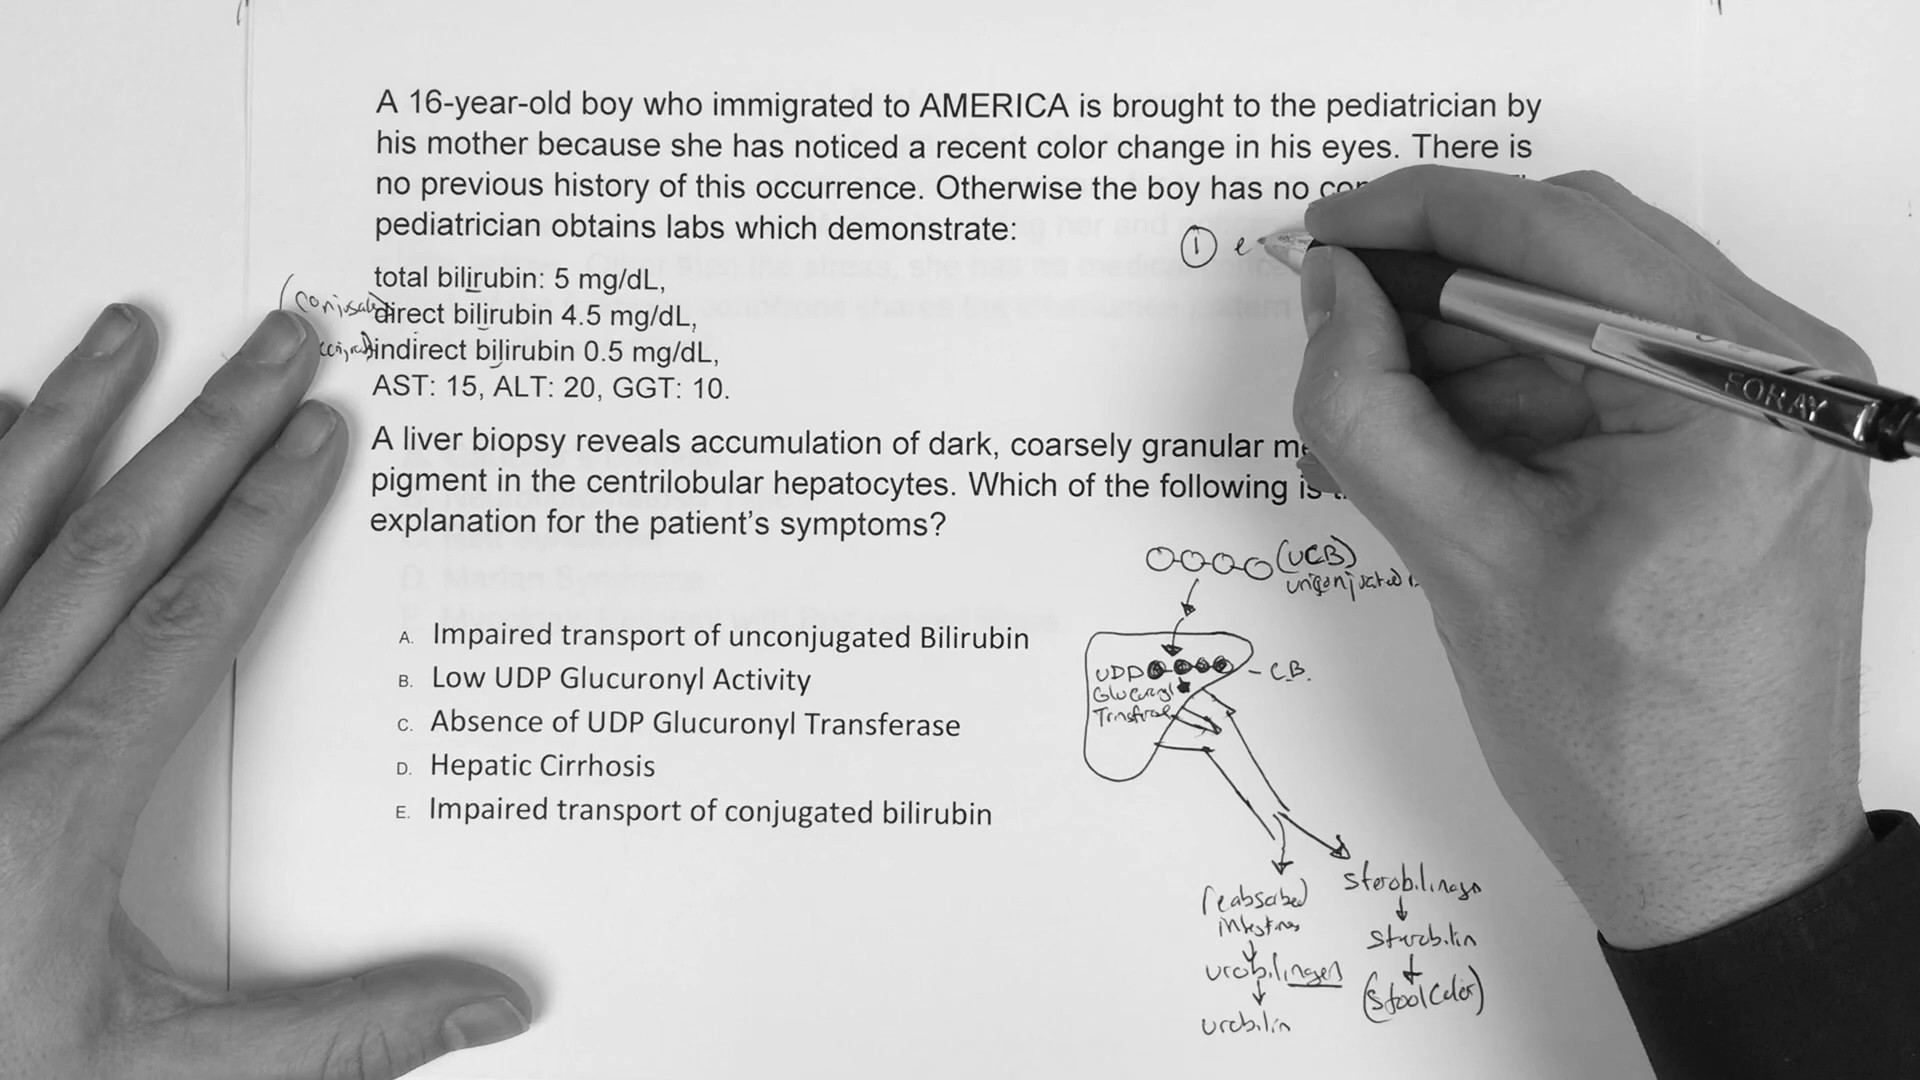 A 16-year-old boy who immigrated to AMERICA is brought to the pediatrician by
his mother because she has noticed a recent color change in his eyes. There is
no previous history of this occurrence. Otherwise the boy has no
pediatrician obtains labs which demonstrate:
① e
total bilirubin: 5 mg/dL,
direct bilirubin 4.5 mg/dL,
indirect bilirubin 0.5 mg/dL,
AST: 15, ALT: 20, GGT: 10.
A liver biopsy reveals accumulation of dark, coarsely granular
pigment in the centrilobular hepatocytes. Which of the following is
explanation for the patient's symptoms?
(UCB)
A. Impaired transport of unconjugated Bilirubin
B. Low UDP Glucuronyl Activity
C. Absence of UDP Glucuronyl Transferase
D. Hepatic Cirrhosis
E. Impaired transport of conjugated bilirubin
UDP
- C.B.
reabsorbed
urobilingen
urobilin
(stool color)
FORAY